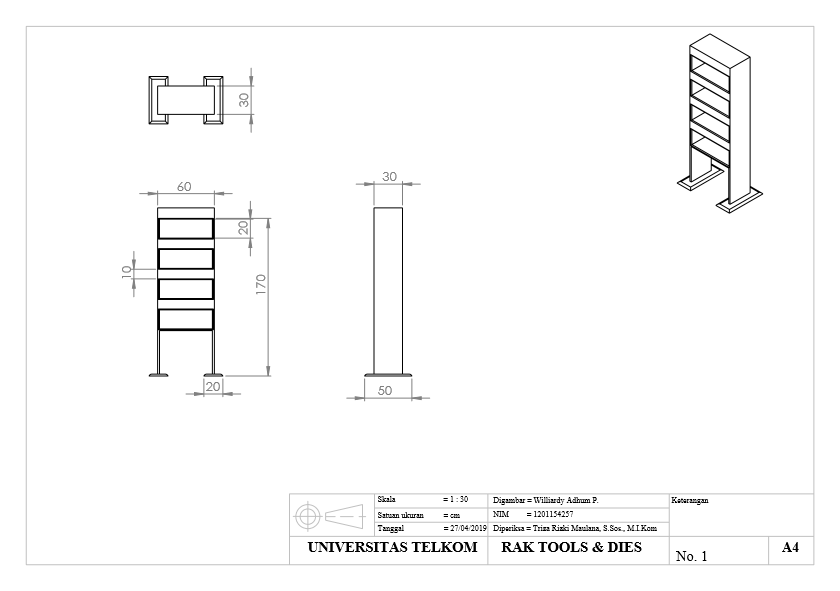 30
60
30
20
10
170
20
50
Skala = 1 : 30
Satuan ukuran = cm
Tanggal = 27/04/2019
Digambar = Williardy Adhum P.
NIM = 1201154257
Diperiksa = Triza Rizki Maulana, S.Sos., M.I.Kom
Keterangan
UNIVERSITAS TELKOM
RAK TOOLS & DIES
No. 1
A4